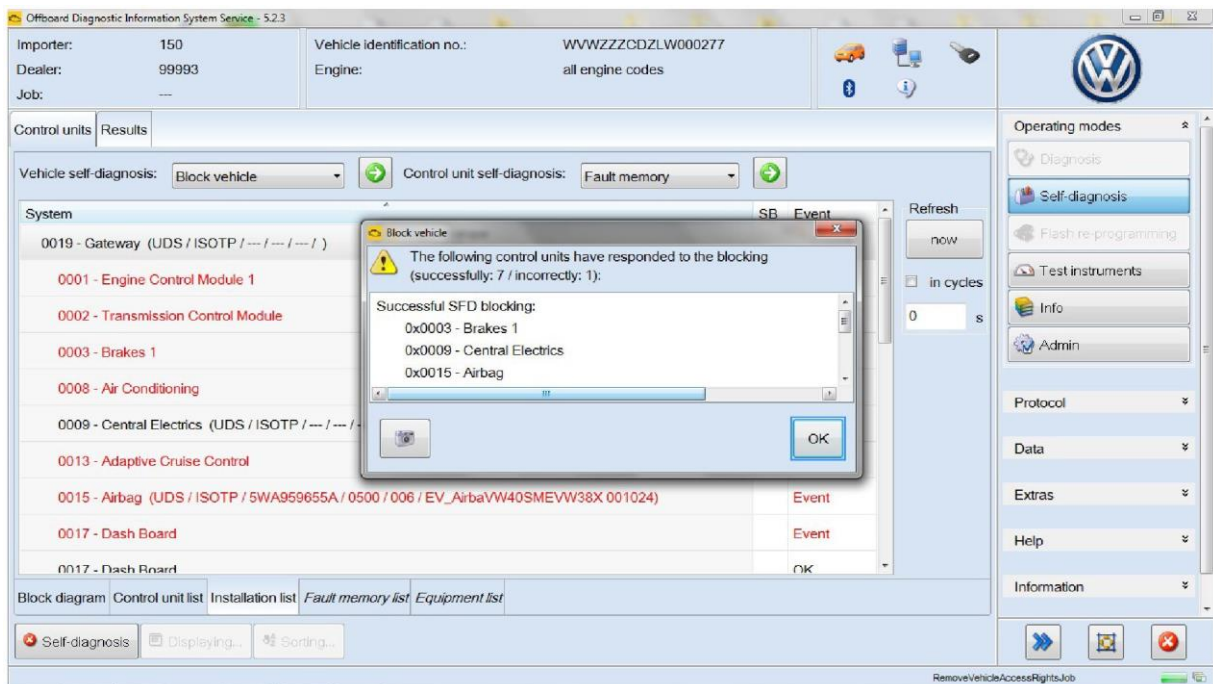 Offboard Diagnostic Information System Service - 5.2.3
Importer: 150
Dealer: 99993
Job: ---
Vehicle identification no.: WVWZZZCDZLW000277
Engine: all engine codes
Control units Results
Vehicle self-diagnosis: Block vehicle Control unit self-diagnosis: Fault memory
System SB Event
0019 - Gateway (UDS / ISOTP / --- / --- / --- / )
0001 - Engine Control Module 1
0002 - Transmission Control Module
0003 - Brakes 1
0008 - Air Conditioning
0009 - Central Electrics (UDS / ISOTP / --- / --- /
0013 - Adaptive Cruise Control
0015 - Airbag (UDS / ISOTP / 5WA959655A / 0500 / 006 / EV_AirbaVW40SMEVW38X 001024) Event
0017 - Dash Board Event
0017 - Dash Board OK
Block vehicle
The following control units have responded to the blocking
(successfully: 7 / incorrectly: 1):
Successful SFD blocking:
0x0003 - Brakes 1
0x0009 - Central Electrics
0x0015 - Airbag
OK
Refresh
now
in cycles
0 s
Block diagram Control unit list Installation list Fault memory list Equipment list
Self-diagnosis Displaying... Sorting...
Operating modes
Diagnosis
Self-diagnosis
Flash re-programming
Test instruments
Info
Admin
Protocol
Data
Extras
Help
Information
RemoveVehicleAccessRightsJob